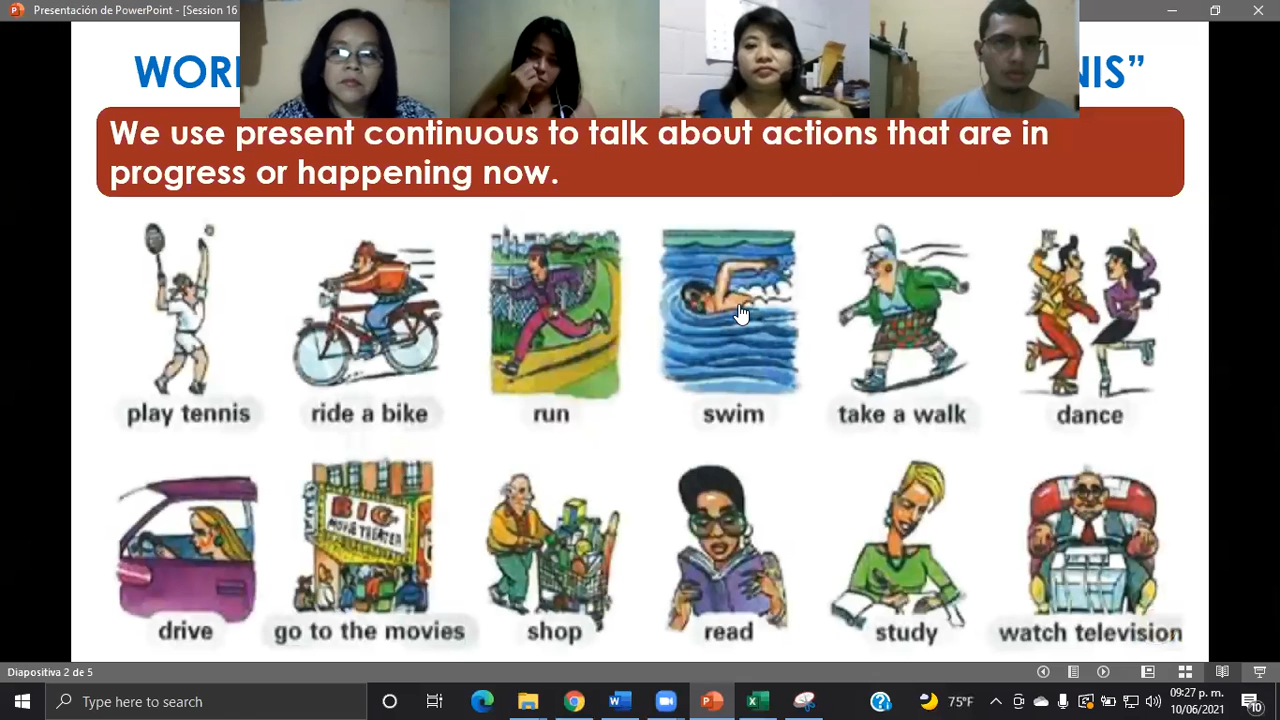 Presentación de PowerPoint - [Session 16
WOR
NIS”
We use present continuous to talk about actions that are in
progress or happening now.
play tennis
ride a bike
run
swim
take a walk
dance
BIG
MOVIE THEATER
drive
go to the movies
shop
read
study
watch television
Diapositiva 2 de 5
Type here to search
75°F
09:27 p. m.
10/06/2021
10